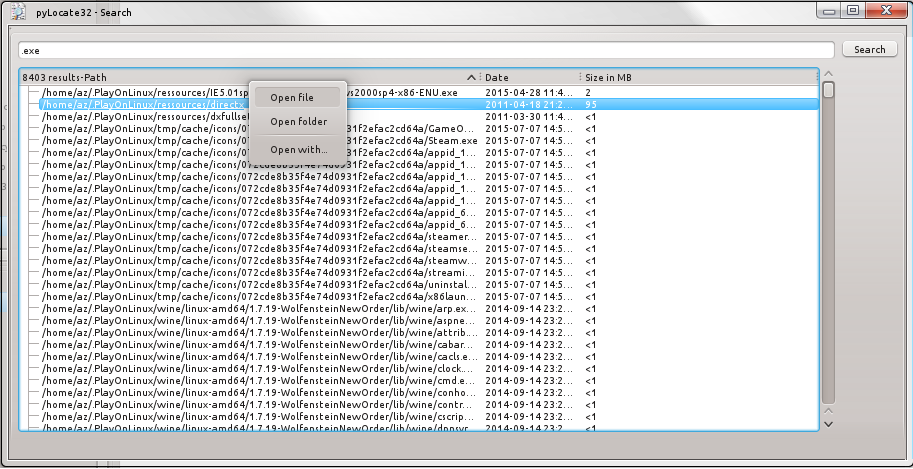 pyLocate32 - Search
.exe
Search
8403 results-Path Date Size in MB
/home/az/.PlayOnLinux/ressources/IE5.01sp vs2000sp4-x86-ENU.exe 2015-04-28 11:4... 2
/home/az/.PlayOnLinux/ressources/directx 2011-04-18 21:2... 95
/home/az/.PlayOnLinux/ressources/dxfullse 2011-03-30 11:4... <1
/home/az/.PlayOnLinux/tmp/cache/icons/072cde8b35f4e74d0931f2efac2cd64a/GameO... 2015-07-07 14:5... <1
/home/az/.PlayOnLinux/tmp/cache/icons/072cde8b35f4e74d0931f2efac2cd64a/Steam.exe 2015-07-07 14:5... <1
/home/az/.PlayOnLinux/tmp/cache/icons/072cde8b35f4e74d0931f2efac2cd64a/appid_1... 2015-07-07 14:5... <1
/home/az/.PlayOnLinux/tmp/cache/icons/072cde8b35f4e74d0931f2efac2cd64a/appid_1... 2015-07-07 14:5... <1
/home/az/.PlayOnLinux/tmp/cache/icons/072cde8b35f4e74d0931f2efac2cd64a/appid_1... 2015-07-07 14:5... <1
/home/az/.PlayOnLinux/tmp/cache/icons/072cde8b35f4e74d0931f2efac2cd64a/appid_1... 2015-07-07 14:5... <1
/home/az/.PlayOnLinux/tmp/cache/icons/072cde8b35f4e74d0931f2efac2cd64a/appid_1... 2015-07-07 14:5... <1
/home/az/.PlayOnLinux/tmp/cache/icons/072cde8b35f4e74d0931f2efac2cd64a/appid_6... 2015-07-07 14:5... <1
/home/az/.PlayOnLinux/tmp/cache/icons/072cde8b35f4e74d0931f2efac2cd64a/appid_9... 2015-07-07 14:5... <1
/home/az/.PlayOnLinux/tmp/cache/icons/072cde8b35f4e74d0931f2efac2cd64a/steamer... 2015-07-07 14:5... <1
/home/az/.PlayOnLinux/tmp/cache/icons/072cde8b35f4e74d0931f2efac2cd64a/steamse... 2015-07-07 14:5... <1
/home/az/.PlayOnLinux/tmp/cache/icons/072cde8b35f4e74d0931f2efac2cd64a/steamw... 2015-07-07 14:5... <1
/home/az/.PlayOnLinux/tmp/cache/icons/072cde8b35f4e74d0931f2efac2cd64a/streami... 2015-07-07 14:5... <1
/home/az/.PlayOnLinux/tmp/cache/icons/072cde8b35f4e74d0931f2efac2cd64a/uninstal... 2015-07-07 14:5... <1
/home/az/.PlayOnLinux/tmp/cache/icons/072cde8b35f4e74d0931f2efac2cd64a/x86laun... 2015-07-07 14:5... <1
/home/az/.PlayOnLinux/wine/linux-amd64/1.7.19-WolfensteinNewOrder/lib/wine/arp.ex... 2014-09-14 23:2... <1
/home/az/.PlayOnLinux/wine/linux-amd64/1.7.19-WolfensteinNewOrder/lib/wine/aspne... 2014-09-14 23:2... <1
/home/az/.PlayOnLinux/wine/linux-amd64/1.7.19-WolfensteinNewOrder/lib/wine/attrib... 2014-09-14 23:2... <1
/home/az/.PlayOnLinux/wine/linux-amd64/1.7.19-WolfensteinNewOrder/lib/wine/cabar... 2014-09-14 23:2... <1
/home/az/.PlayOnLinux/wine/linux-amd64/1.7.19-WolfensteinNewOrder/lib/wine/cacls.... 2014-09-14 23:2... <1
/home/az/.PlayOnLinux/wine/linux-amd64/1.7.19-WolfensteinNewOrder/lib/wine/clock.... 2014-09-14 23:2... <1
/home/az/.PlayOnLinux/wine/linux-amd64/1.7.19-WolfensteinNewOrder/lib/wine/cmd.e... 2014-09-14 23:2... <1
/home/az/.PlayOnLinux/wine/linux-amd64/1.7.19-WolfensteinNewOrder/lib/wine/conho... 2014-09-14 23:2... <1
/home/az/.PlayOnLinux/wine/linux-amd64/1.7.19-WolfensteinNewOrder/lib/wine/contr... 2014-09-14 23:2... <1
/home/az/.PlayOnLinux/wine/linux-amd64/1.7.19-WolfensteinNewOrder/lib/wine/cscrip... 2014-09-14 23:2... <1
/home/az/.PlayOnLinux/wine/linux-amd64/1.7.19-WolfensteinNewOrder/lib/wine/dpnsvr... 2014-09-14 23:2... <1
Open file
Open folder
Open with...